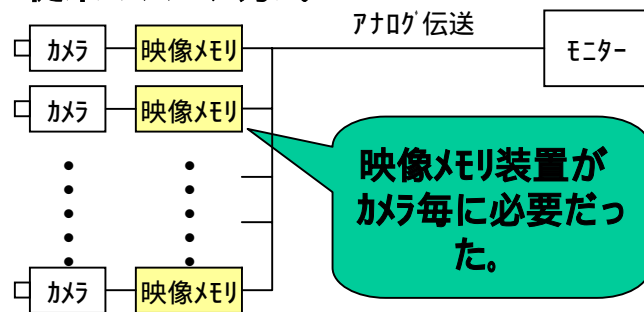 アナログ伝送
カメラ 映像メモリ モニター
カメラ 映像メモリ
映像メモリ装置が
カメラ毎に必要だっ
た。
カメラ 映像メモリ